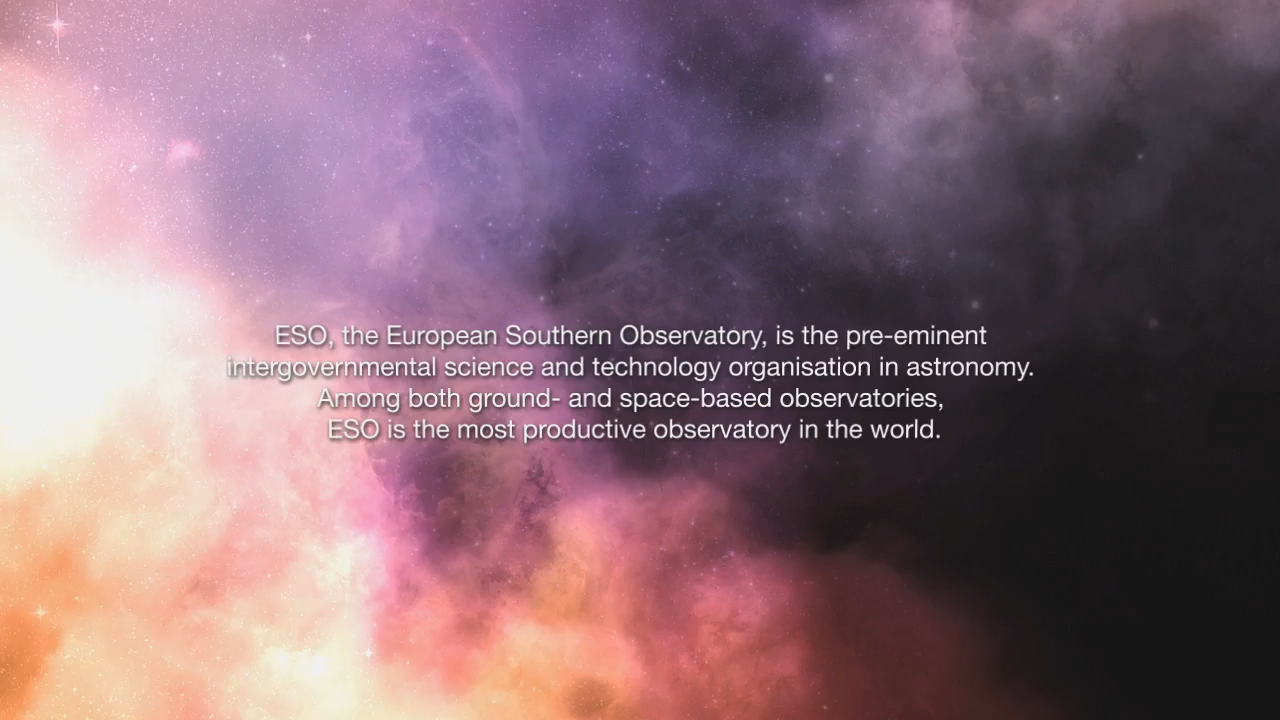 ESO, the European Southern Observatory, is the pre-eminent
intergovernmental science and technology organisation in astronomy.
Among both ground- and space-based observatories,
ESO is the most productive observatory in the world.